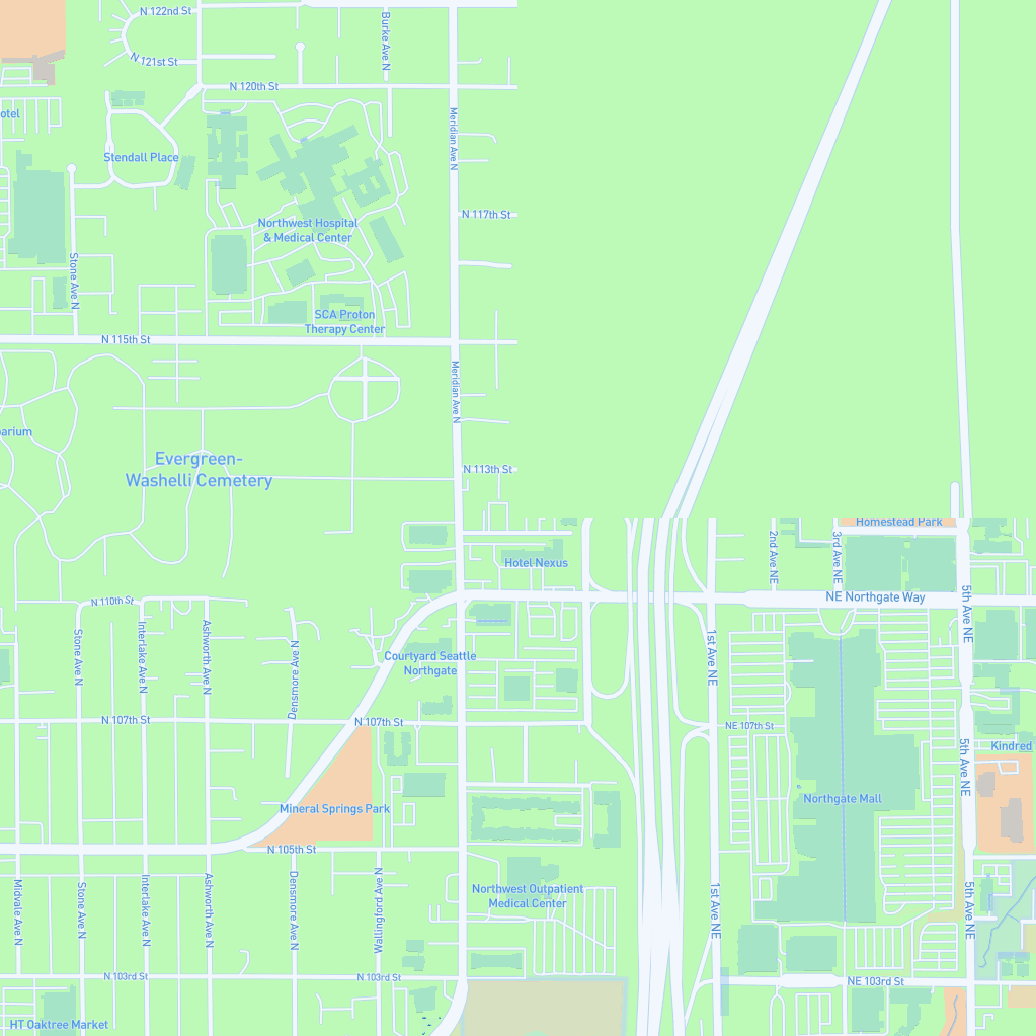 N 122nd St
Burke Ave N
N 121st St
N 120th St
otel
Meridian Ave N
Stendall Place
N 117th St
Northwest Hospital
& Medical Center
Stone Ave N
SCA Proton
Therapy Center
N 115th St
Meridian Ave N
arium
Evergreen-
Washelli Cemetery
N 113th St
Homestead Park
2nd Ave NE
3rd Ave NE
Hotel Nexus
NE Northgate Way
5th Ave NE
N 110th St
Stone Ave N
Interlake Ave N
Ashworth Ave N
Densmore Ave N
Courtyard Seattle
Northgate
1st Ave NE
N 107th St
N 107th St
NE 107th St
5th Ave NE
Kindred
Northgate Mall
Mineral Springs Park
N 105th St
Midvale Ave N
Stone Ave N
Interlake Ave N
Ashworth Ave N
Densmore Ave N
Wallingford Ave N
Northwest Outpatient
Medical Center
1st Ave NE
5th Ave NE
N 103rd St
N 103rd St
NE 103rd St
HT Oaktree Market